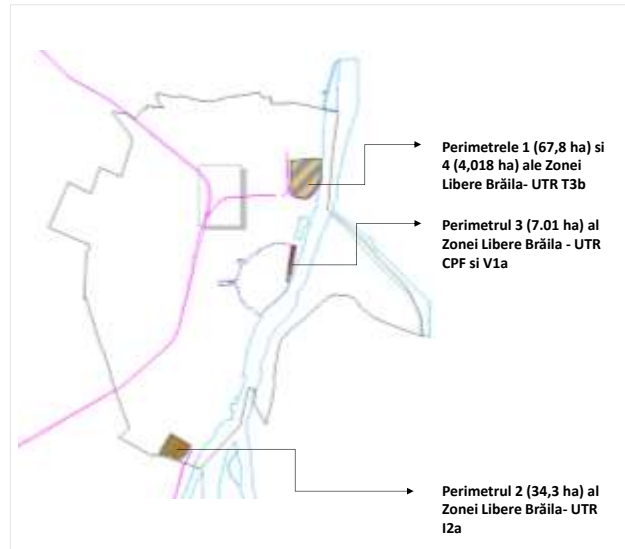 Perimetrele 1 (67,8 ha) si
4 (4,018 ha) ale Zonei
Libere Brăila- UTR T3b
Perimetrul 3 (7.01 ha) al
Zonei Libere Brăila - UTR
CPF si V1a
Perimetrul 2 (34,3 ha) al
Zonei Libere Brăila- UTR
I2a